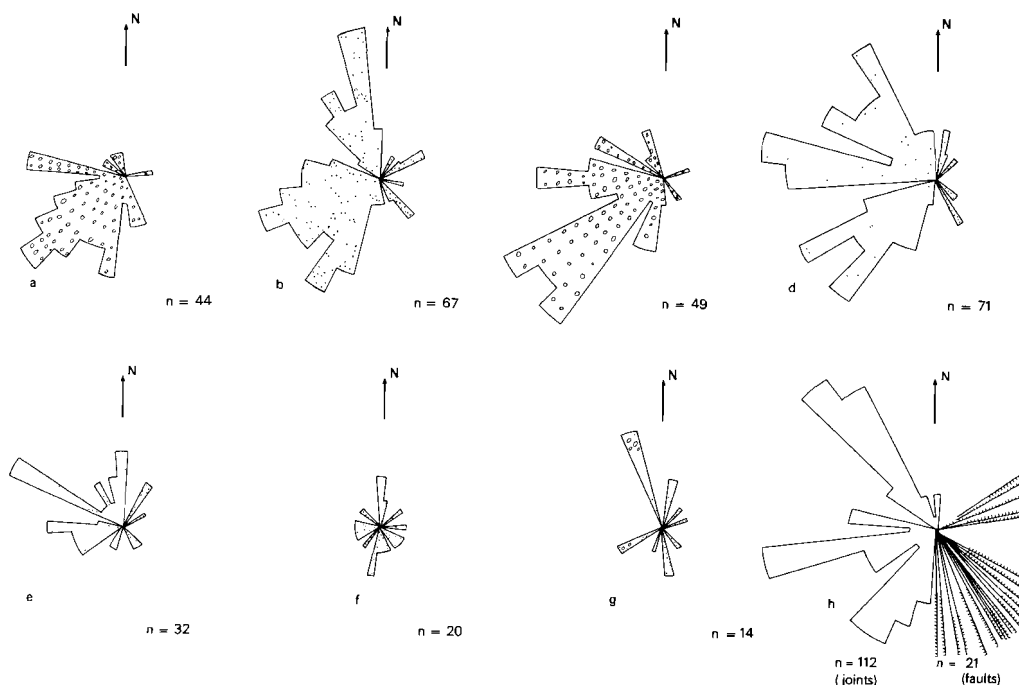 N
N
N
N
a
n = 44
b
n = 67
n = 49
d
n = 71
N
N
N
N
e
n = 32
f
n = 20
g
n = 14
h
n = 112
(joints)
n = 21
(faults)